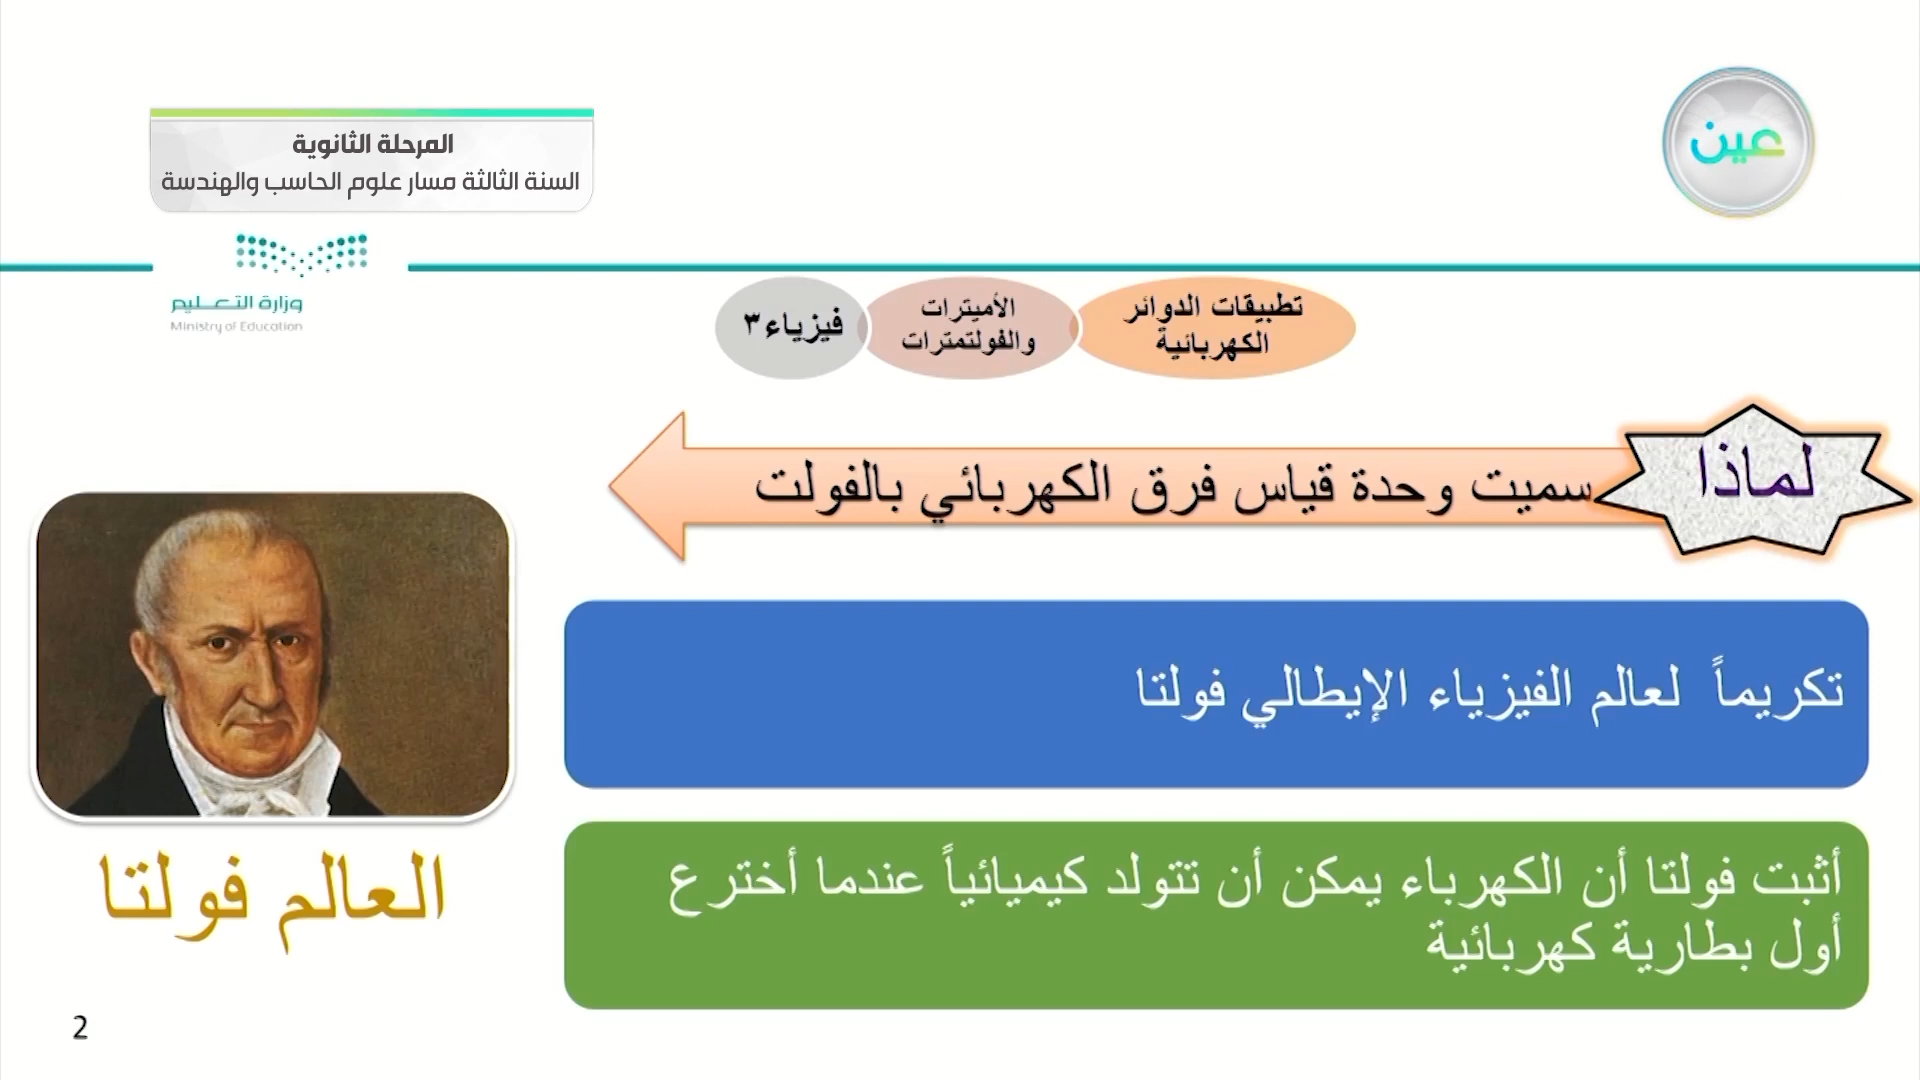 المرحلة الثانوية
السنة الثالثة مسار علوم الحاسب والهندسة
عين
وزارة التعـــليم
Ministry of Education
تطبيقات الدوائر
الكهربائية
الأميترات
والفولتمترات
فيزياء٣
لماذا
سميت وحدة قياس فرق الكهربائي بالفولت
تكريماً لعالم الفيزياء الإيطالي فولتا
أثبت فولتا أن الكهرباء يمكن أن تتولد كيميائياً عندما أخترع
أول بطارية كهربائية
العالم فولتا
2